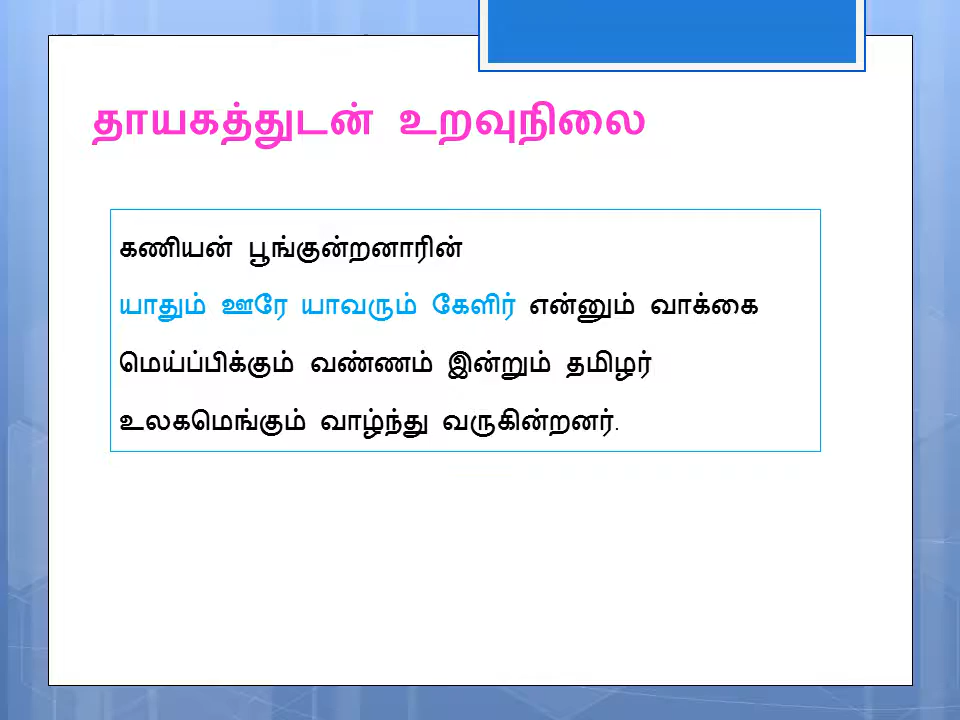 தாயகத்துடன் உறவுநிலை
கணியன் பூங்குன்றனாரின்
யாதும் ஊரே யாவரும் கேளிர் என்னும் வாக்கை
மெய்ப்பிக்கும் வண்ணம் இன்றும் தமிழர்
உலகமெங்கும் வாழ்ந்து வருகின்றனர்.